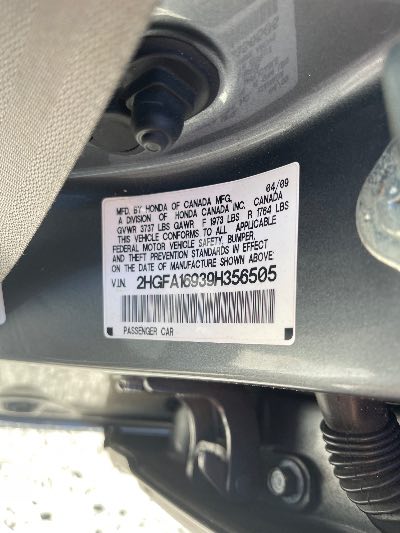 MFD. BY HONDA OF CANADA MFG. 04/09
A DIVISION OF HONDA CANADA INC. CANADA
GVWR 3737 LBS GAWR F 1973 LBS R 1764 LBS
THIS VEHICLE CONFORMS TO ALL APPLICABLE
FEDERAL MOTOR VEHICLE SAFETY, BUMPER,
AND THEFT PREVENTION STANDARDS IN EFFECT
ON THE DATE OF MANUFACTURE SHOWN ABOVE.
V.I.N. 2HGFA16939H356505
PASSENGER CAR